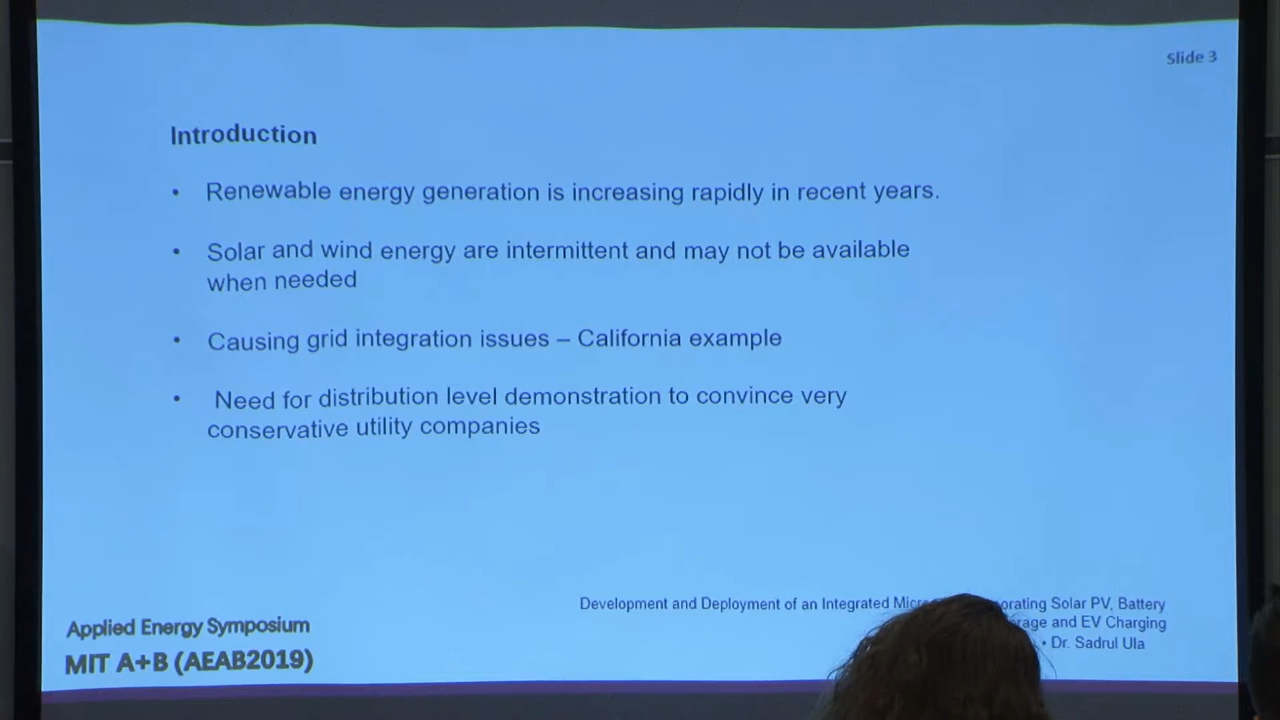 Slide 3
Introduction
• Renewable energy generation is increasing rapidly in recent years.
• Solar and wind energy are intermittent and may not be available
when needed
• Causing grid integration issues – California example
• Need for distribution level demonstration to convince very
conservative utility companies
Development and Deployment of an Integrated Solar PV, Battery
and EV Charging
• Dr. Sadrul Ula
Applied Energy Symposium
MIT A+B (AEAB2019)